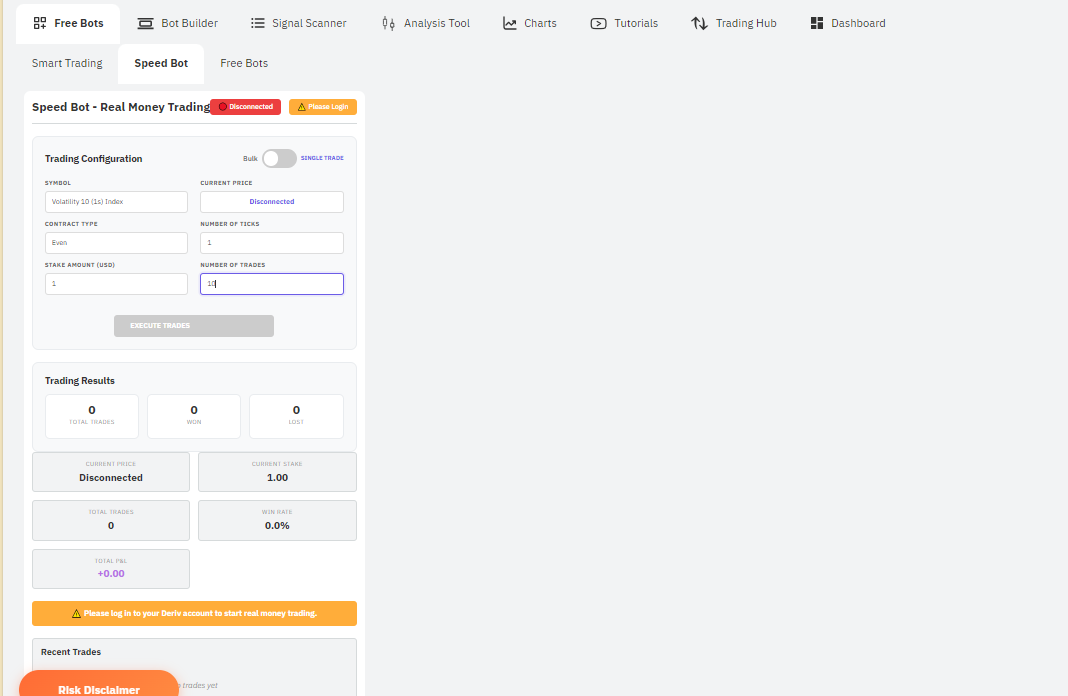 Free Bots Bot Builder Signal Scanner Analysis Tool Charts Tutorials Trading Hub Dashboard
Smart Trading Speed Bot Free Bots
Speed Bot - Real Money Trading Disconnected Please Login
Trading Configuration Bulk SINGLE TRADE
SYMBOL CURRENT PRICE
Volatility 10 (1s) Index Disconnected
CONTRACT TYPE NUMBER OF TICKS
Even 1
STAKE AMOUNT (USD) NUMBER OF TRADES
1 10
EXECUTE TRADES
Trading Results
0 0 0
TOTAL TRADES WON LOST
CURRENT PRICE CURRENT STAKE
Disconnected 1.00
TOTAL TRADES WIN RATE
0 0.0%
TOTAL P&L
+0.00
Please log in to your Deriv account to start real money trading.
Recent Trades
trades yet
Risk Disclaimer